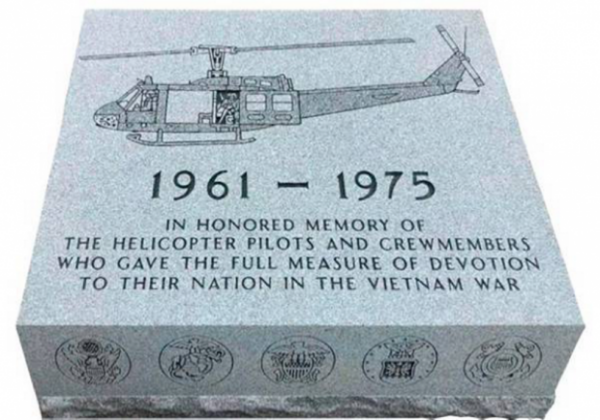 1961 – 1975
IN HONORED MEMORY OF
THE HELICOPTER PILOTS AND CREWMEMBERS
WHO GAVE THE FULL MEASURE OF DEVOTION
TO THEIR NATION IN THE VIETNAM WAR